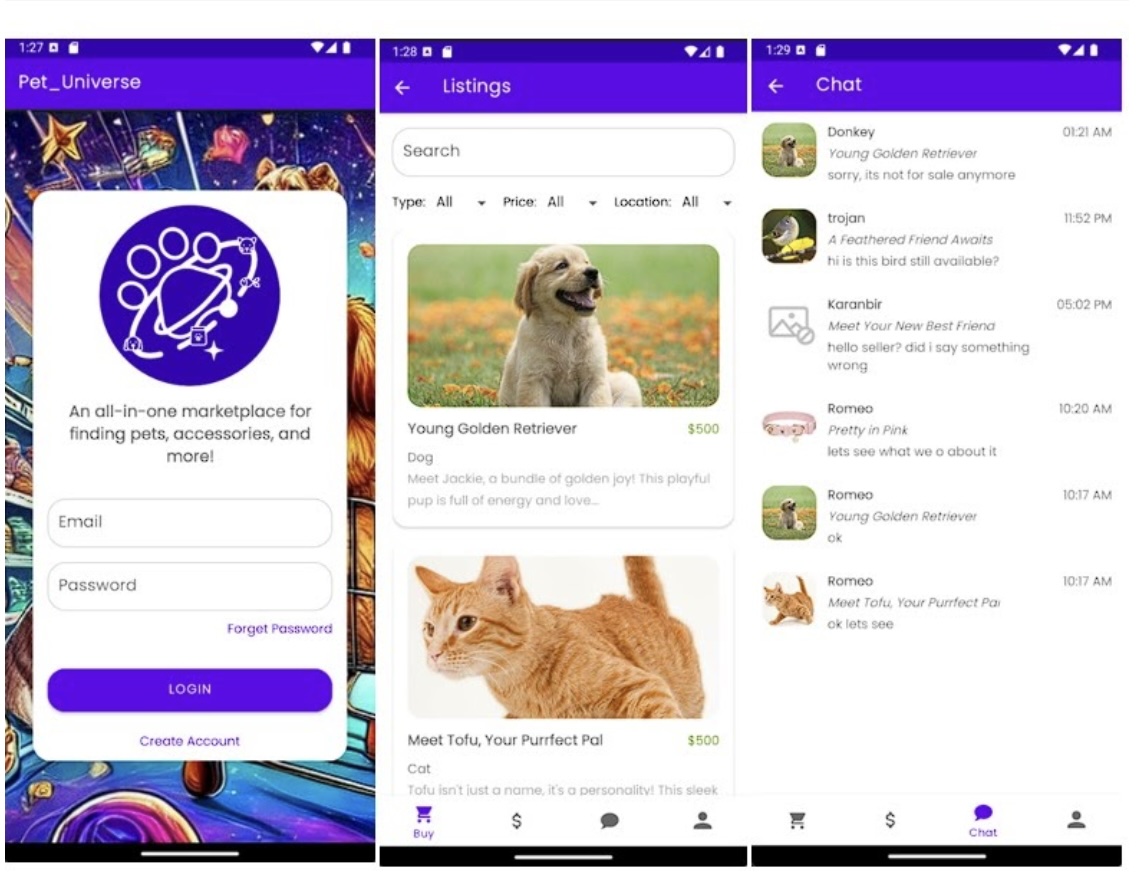 1:27
Pet_Universe
An all-in-one marketplace for
finding pets, accessories, and
more!
Email
Password
Forget Password
LOGIN
Create Account
1:28
Listings
Search
Type: All Price: All Location: All
Young Golden Retriever $500
Dog
Meet Jackie, a bundle of golden joy! This playful
pup is full of energy and love...
Meet Tofu, Your Purrfect Pal $500
Cat
Tofu isn't just a name, it's a personality! This sleek
$
Buy
1:29
Chat
Donkey 01:21 AM
Young Golden Retriever
sorry, its not for sale anymore
trojan 11:52 PM
A Feathered Friend Awaits
hi is this bird still available?
Karanbir 05:02 PM
Meet Your New Best Friend
hello seller? did i say something
wrong
Romeo 10:20 AM
Pretty in Pink
lets see what we o about it
Romeo 10:17 AM
Young Golden Retriever
ok
Romeo 10:17 AM
Meet Tofu, Your Purrfect Pal
ok lets see
$
Chat